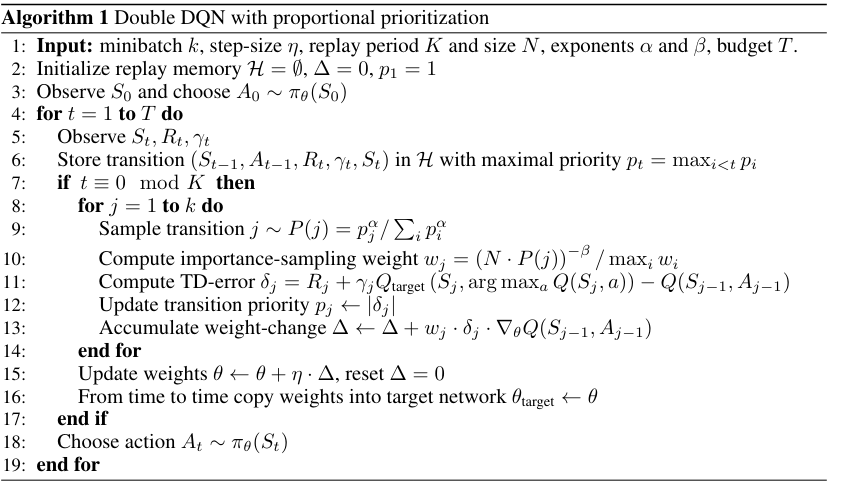 Algorithm 1 Double DQN with proportional prioritization
1: Input: minibatch k, step-size η, replay period K and size N, exponents α and β, budget T.
2: Initialize replay memory H = ∅, Δ = 0, p₁ = 1
3: Observe S₀ and choose A₀ ∼ π_θ(S₀)
4: for t = 1 to T do
5: Observe S_t, R_t, γ_t
6: Store transition (S_{t−1}, A_{t−1}, R_t, γ_t, S_t) in H with maximal priority p_t = max_{i<t} p_i
7: if t ≡ 0 mod K then
8: for j = 1 to k do
9: Sample transition j ∼ P(j) = p_j^α / ∑_i p_i^α
10: Compute importance-sampling weight w_j = (N · P(j))^{−β} / max_i w_i
11: Compute TD-error δ_j = R_j + γ_j Q_target (S_j, arg max_a Q(S_j, a)) − Q(S_{j−1}, A_{j−1})
12: Update transition priority p_j ← |δ_j|
13: Accumulate weight-change Δ ← Δ + w_j · δ_j · ∇_θ Q(S_{j−1}, A_{j−1})
14: end for
15: Update weights θ ← θ + η · Δ, reset Δ = 0
16: From time to time copy weights into target network θ_target ← θ
17: end if
18: Choose action A_t ∼ π_θ(S_t)
19: end for